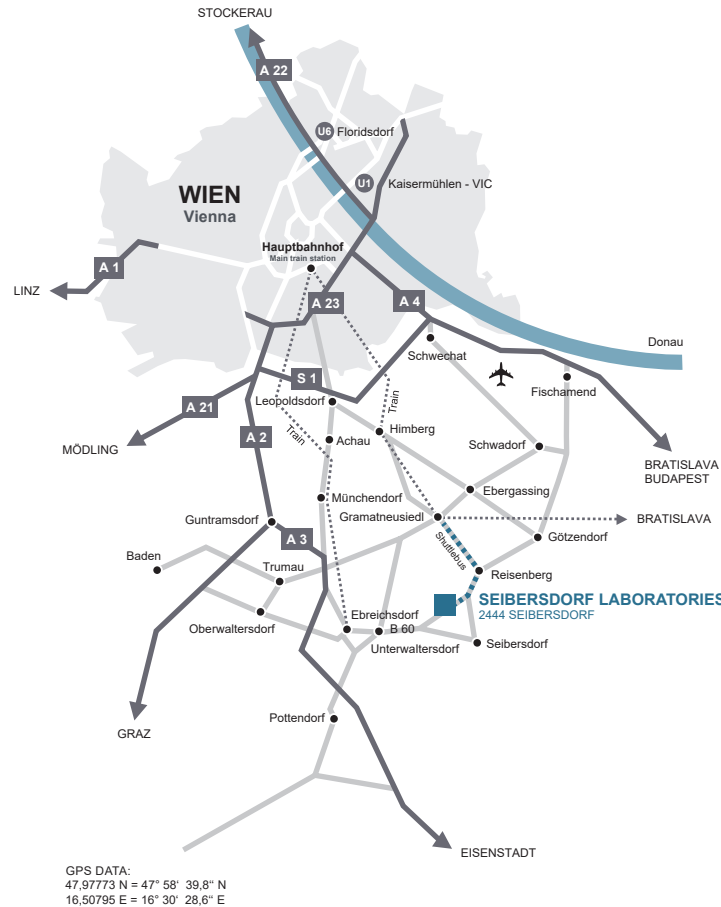 STOCKERAU
A 22
U6 Floridsdorf
U1 Kaisermühlen - VIC
WIEN
Vienna
Hauptbahnhof
Main train station
A 1
LINZ
A 23
A 4
Donau
Schwechat
S 1
Fischamend
Leopoldsdorf
Train
A 21
Himberg
A 2
Train
Achau
Schwadorf
MÖDLING
BRATISLAVA
BUDAPEST
Münchendorf
Ebergassing
Gramatneusiedl
BRATISLAVA
Guntramsdorf
A 3
Götzendorf
Shuttlebus
Baden
Trumau
Reisenberg
SEIBERSDORF LABORATORIES
2444 SEIBERSDORF
Oberwaltersdorf
Ebreichsdorf
B 60
Unterwaltersdorf
Seibersdorf
Pottendorf
GRAZ
EISENSTADT
GPS DATA:
47,97773 N = 47° 58‘ 39,8“ N
16,50795 E = 16° 30‘ 28,6“ E